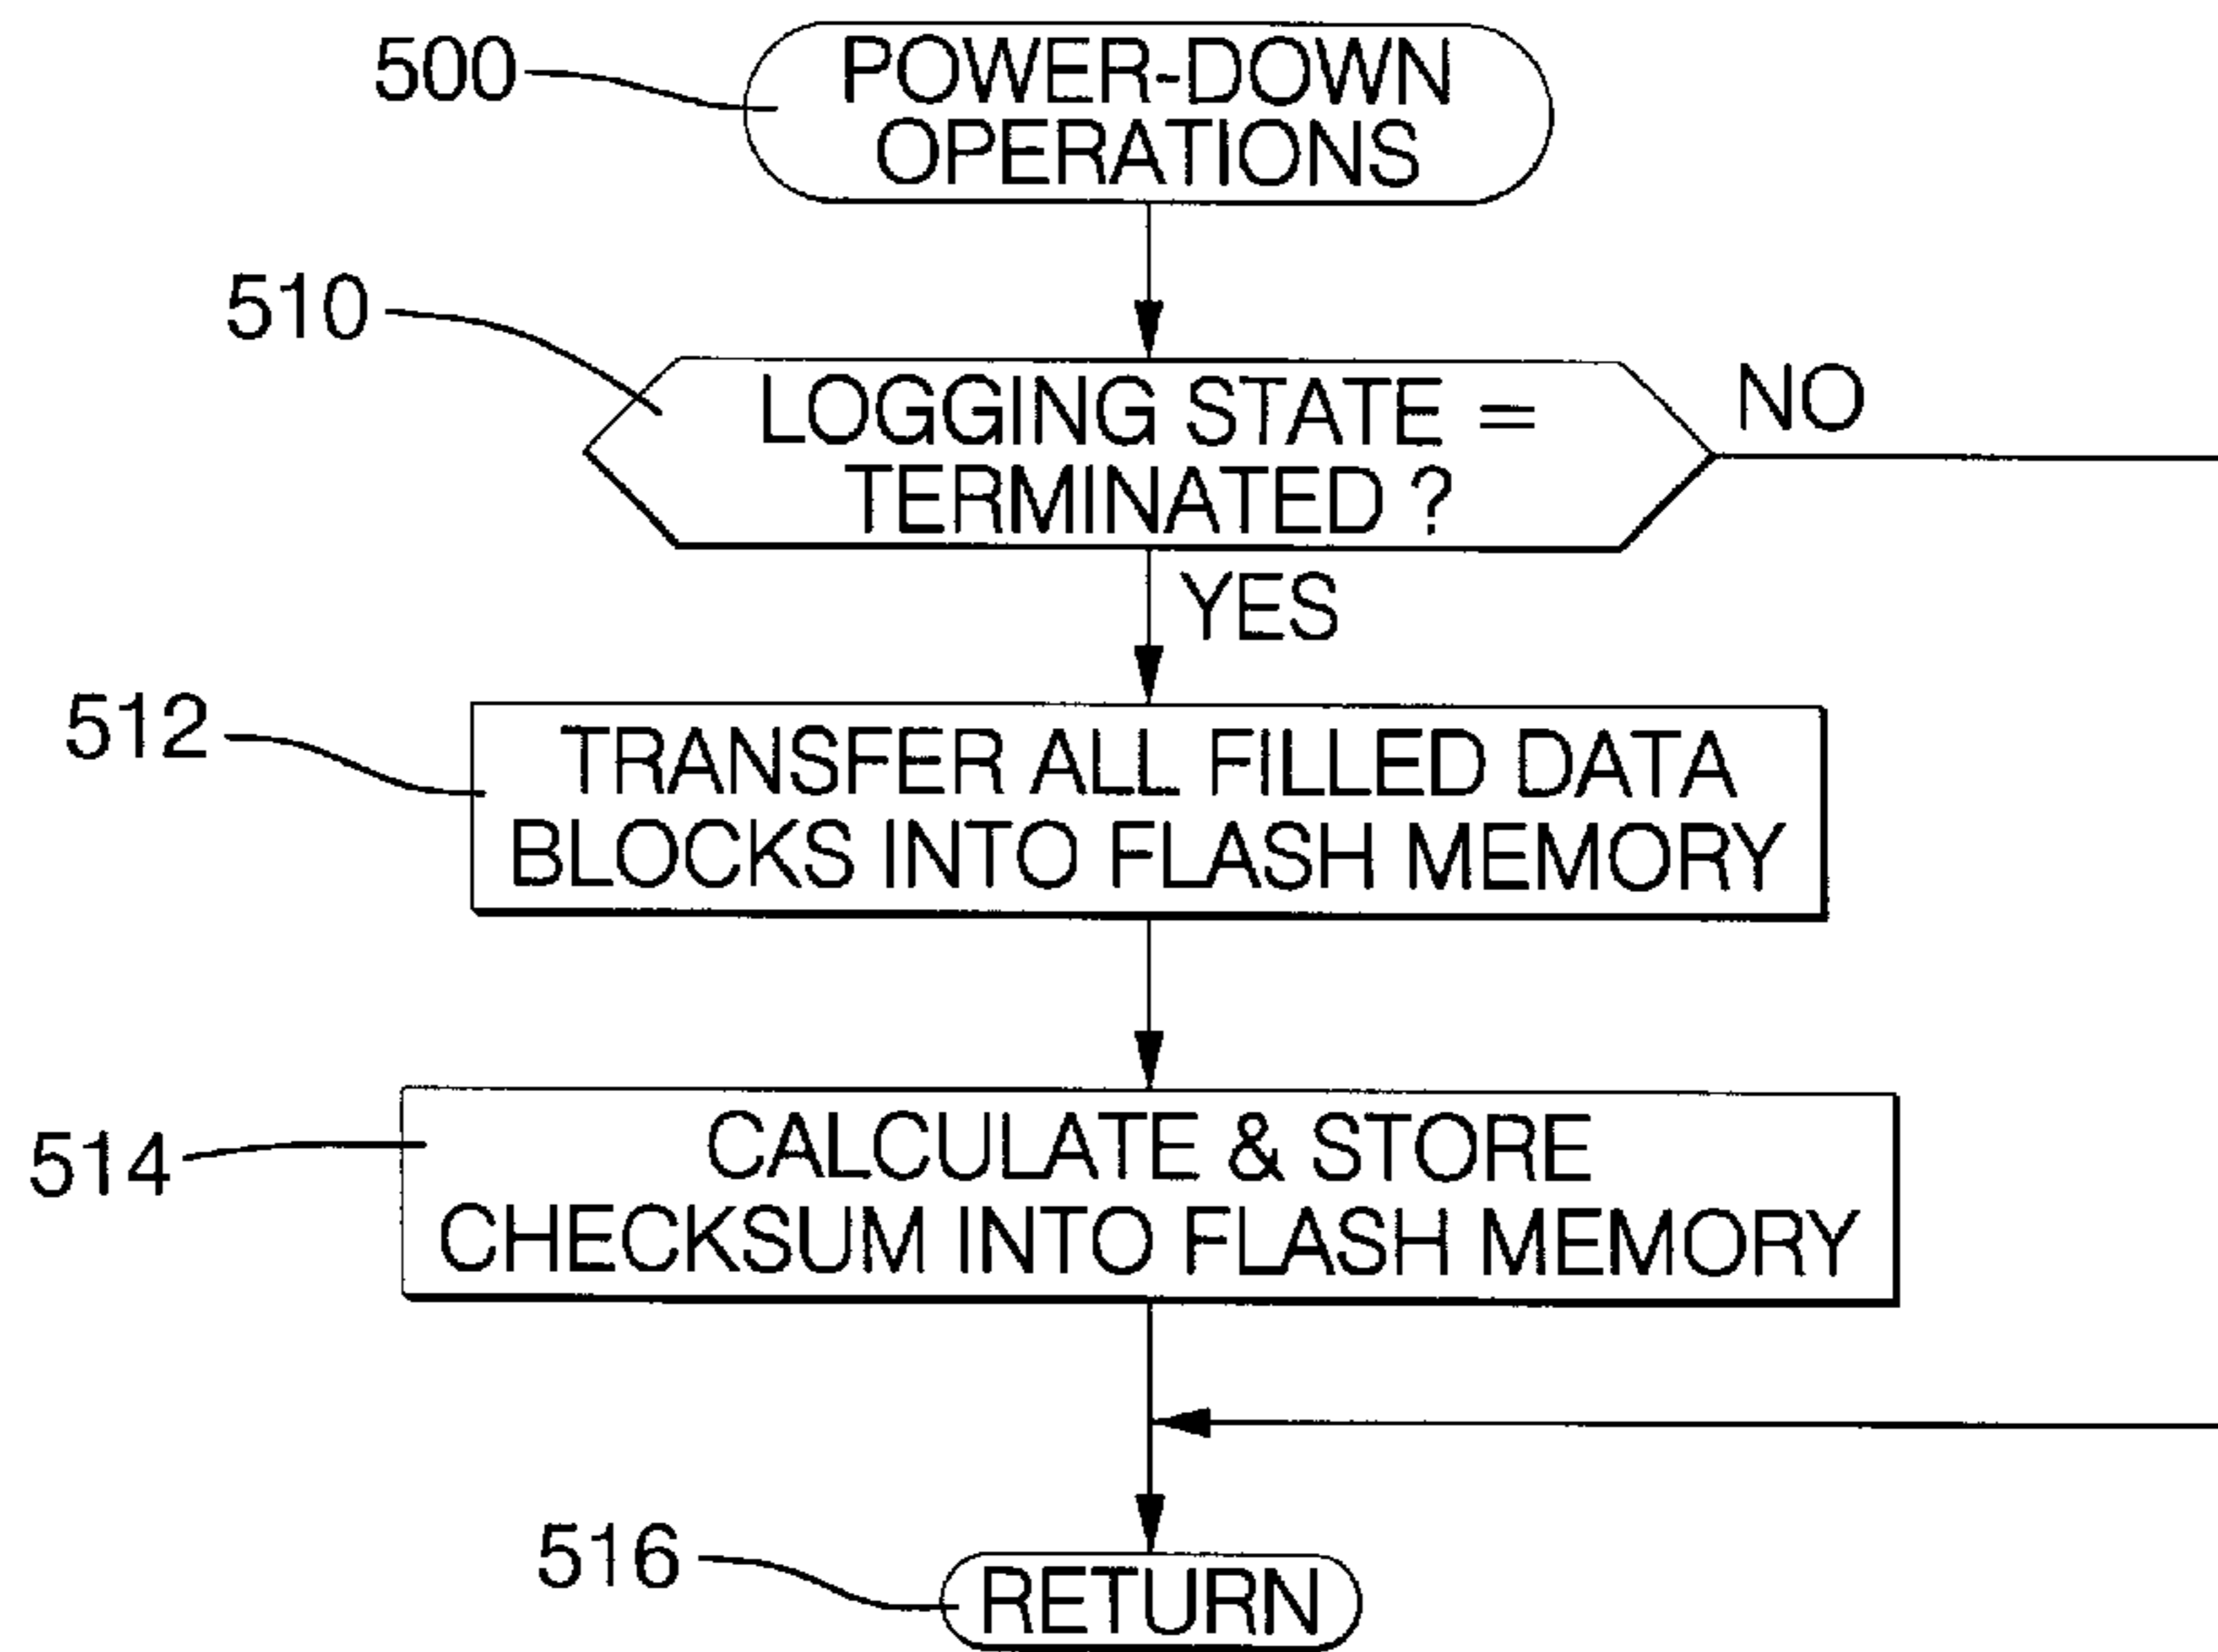 500
POWER-DOWN
OPERATIONS
510
LOGGING STATE =
TERMINATED ?
NO
YES
512
TRANSFER ALL FILLED DATA
BLOCKS INTO FLASH MEMORY
514
CALCULATE & STORE
CHECKSUM INTO FLASH MEMORY
516
RETURN